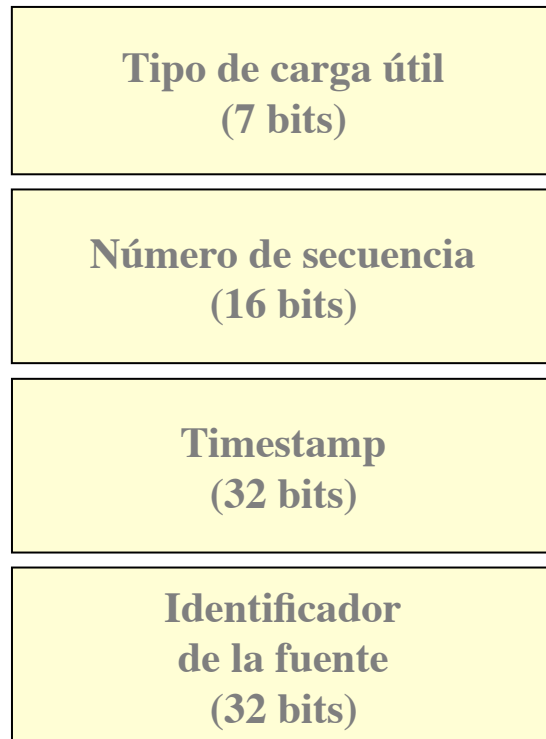 Tipo de carga útil
(7 bits)
Número de secuencia
(16 bits)
Timestamp
(32 bits)
Identificador
de la fuente
(32 bits)